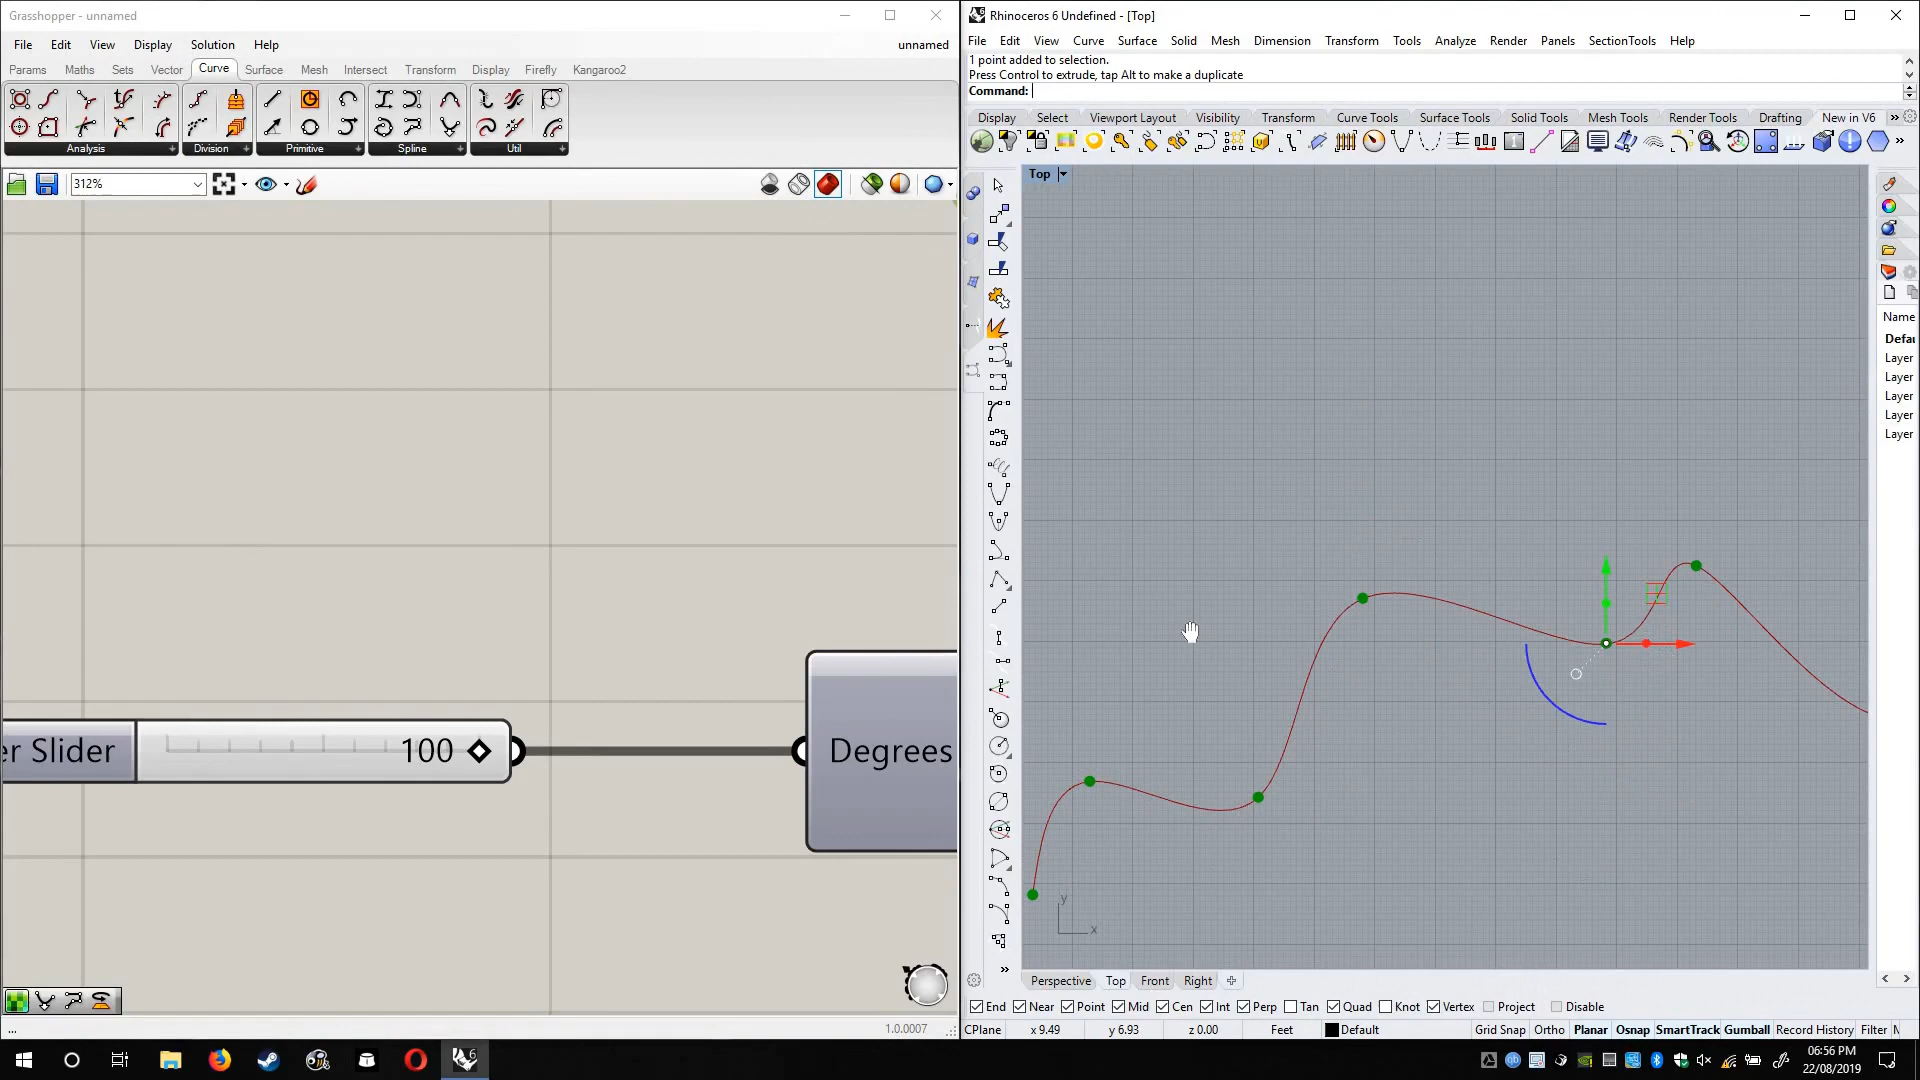 Grasshopper - unnamed
File Edit View Display Solution Help
unnamed
Params Maths Sets Vector Curve Surface Mesh Intersect Transform Display Firefly Kangaroo2
Analysis + Division + Primitive + Spline + Util +
312%
er Slider
100
Degrees
...
1.0.0007
Rhinoceros 6 Undefined - [Top]
File Edit View Curve Surface Solid Mesh Dimension Transform Tools Analyze Render Panels SectionTools Help
1 point added to selection.
Press Control to extrude, tap Alt to make a duplicate
Command:
Display Select Viewport Layout Visibility Transform Curve Tools Surface Tools Solid Tools Mesh Tools Render Tools Drafting New in V6 »
Top
Name
Defau
Layer
Layer
Layer
Layer
Layer
y
x
Perspective Top Front Right
End Near Point Mid Cen Int Perp Tan Quad Knot Vertex Project Disable
CPlane x 9.49 y 6.93 z 0.00 Feet Default Grid Snap Ortho Planar Osnap SmartTrack Gumball Record History Filter
06:56 PM
22/08/2019